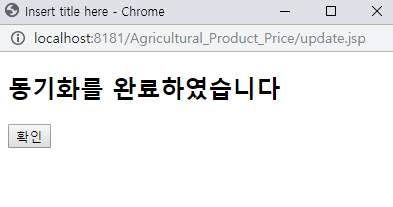 Insert title here - Chrome
localhost:8181/Agricultural_Product_Price/update.jsp
동기화를 완료하였습니다
확인